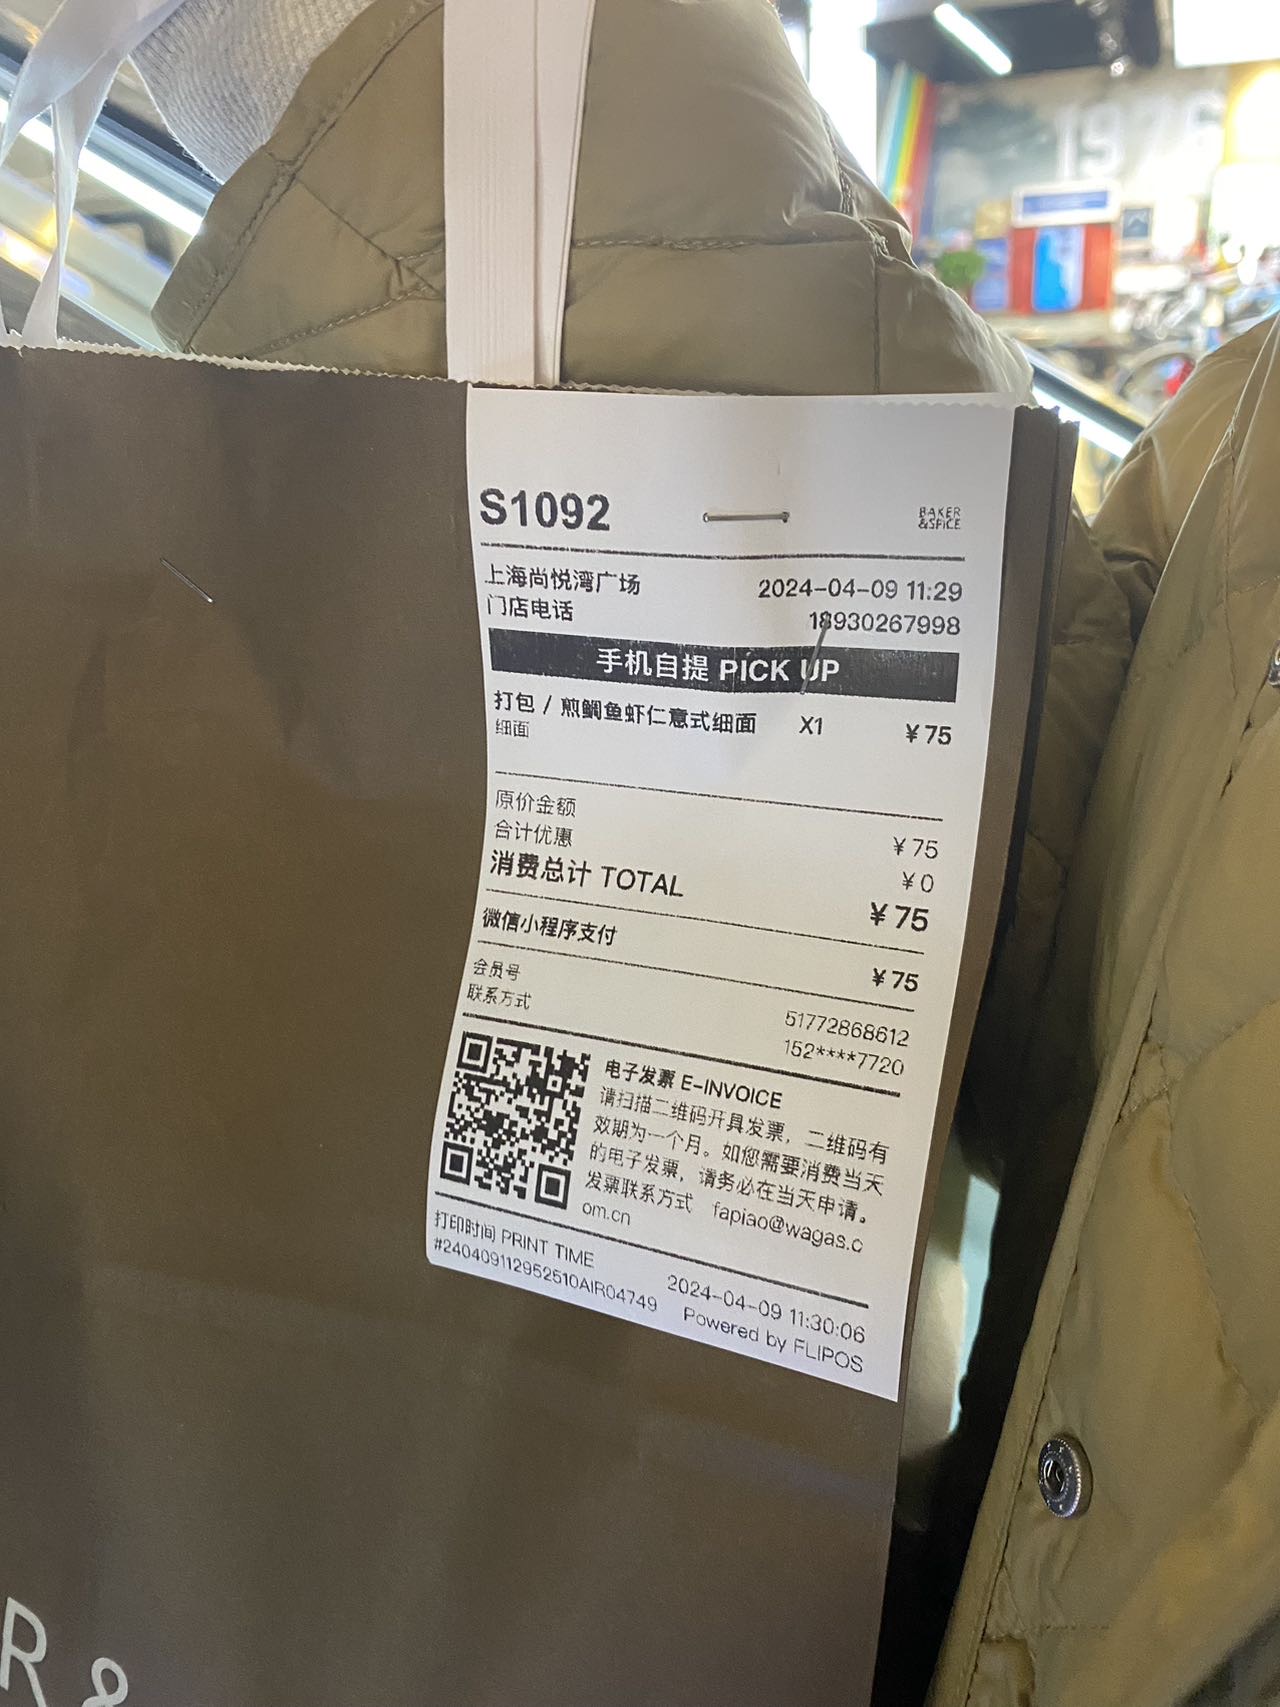 1976
S1092
BAKER
&SPICE
上海尚悦湾广场 2024-04-09 11:29
门店电话 18930267998
手机自提 PICK UP
打包 / 煎鲷鱼虾仁意式细面 X1 ¥75
细面
原价金额 ¥75
合计优惠 ¥0
消费总计 TOTAL ¥75
微信小程序支付 ¥75
会员号 51772868612
联系方式 152****7720
电子发票 E-INVOICE
请扫描二维码开具发票，二维码有
效期为一个月。如您需要消费当天
的电子发票，请务必在当天申请。
发票联系方式 fapiao@wagas.c
om.cn
打印时间 PRINT TIME 2024-04-09 11:30:06
#240409112952510AIR04749 Powered by FLIPOS
R &